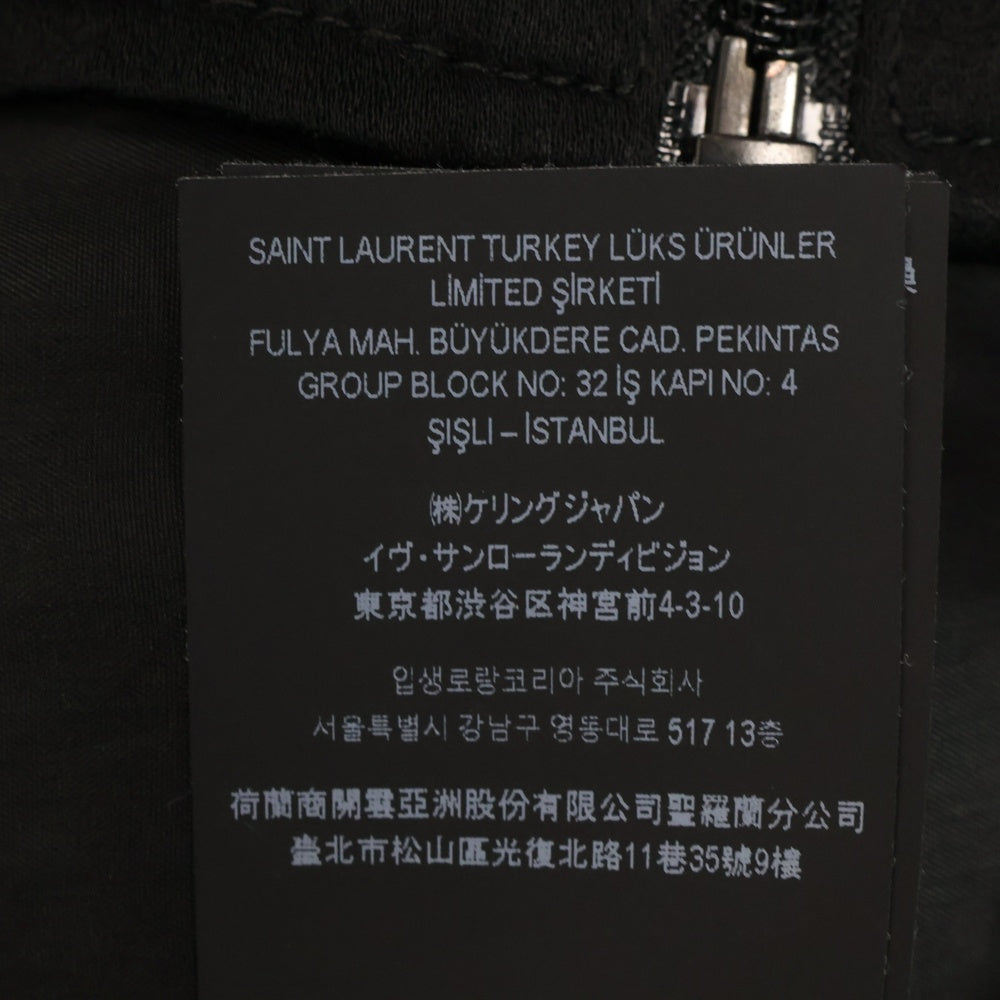 SAINT LAURENT TURKEY LÜKS ÜRÜNLER
LİMİTED ŞİRKETİ
FULYA MAH. BÜYÜKDERE CAD. PEKINTAS
GROUP BLOCK NO: 32 İŞ KAPI NO: 4
ŞIŞLI – İSTANBUL
㈱ケリングジャパン
イヴ・サンローランディビジョン
東京都渋谷区神宮前4-3-10
입생로랑코리아 주식회사
서울특별시 강남구 영동대로 517 13층
荷蘭商開雲亞洲股份有限公司聖羅蘭分公司
臺北市松山區光復北路11巷35號9樓